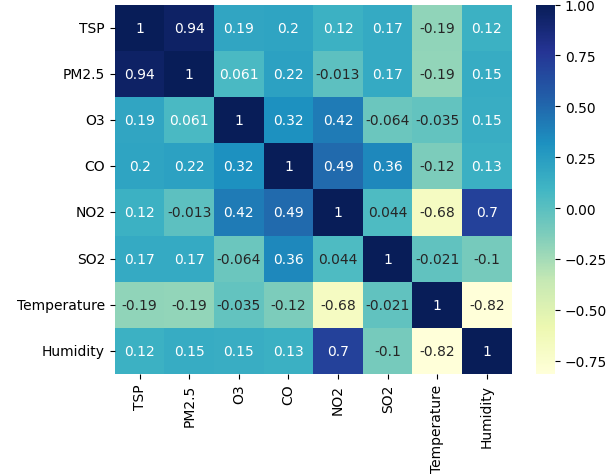 TSP 1 0.94 0.19 0.2 0.12 0.17 -0.19 0.12
PM2.5 0.94 1 0.061 0.22 -0.013 0.17 -0.19 0.15
O3 0.19 0.061 1 0.32 0.42 -0.064 -0.035 0.15
CO 0.2 0.22 0.32 1 0.49 0.36 -0.12 0.13
NO2 0.12 -0.013 0.42 0.49 1 0.044 -0.68 0.7
SO2 0.17 0.17 -0.064 0.36 0.044 1 -0.021 -0.1
Temperature -0.19 -0.19 -0.035 -0.12 -0.68 -0.021 1 -0.82
Humidity 0.12 0.15 0.15 0.13 0.7 -0.1 -0.82 1
TSP
PM2.5
O3
CO
NO2
SO2
Temperature
Humidity
1.00
0.75
0.50
0.25
0.00
−0.25
−0.50
−0.75